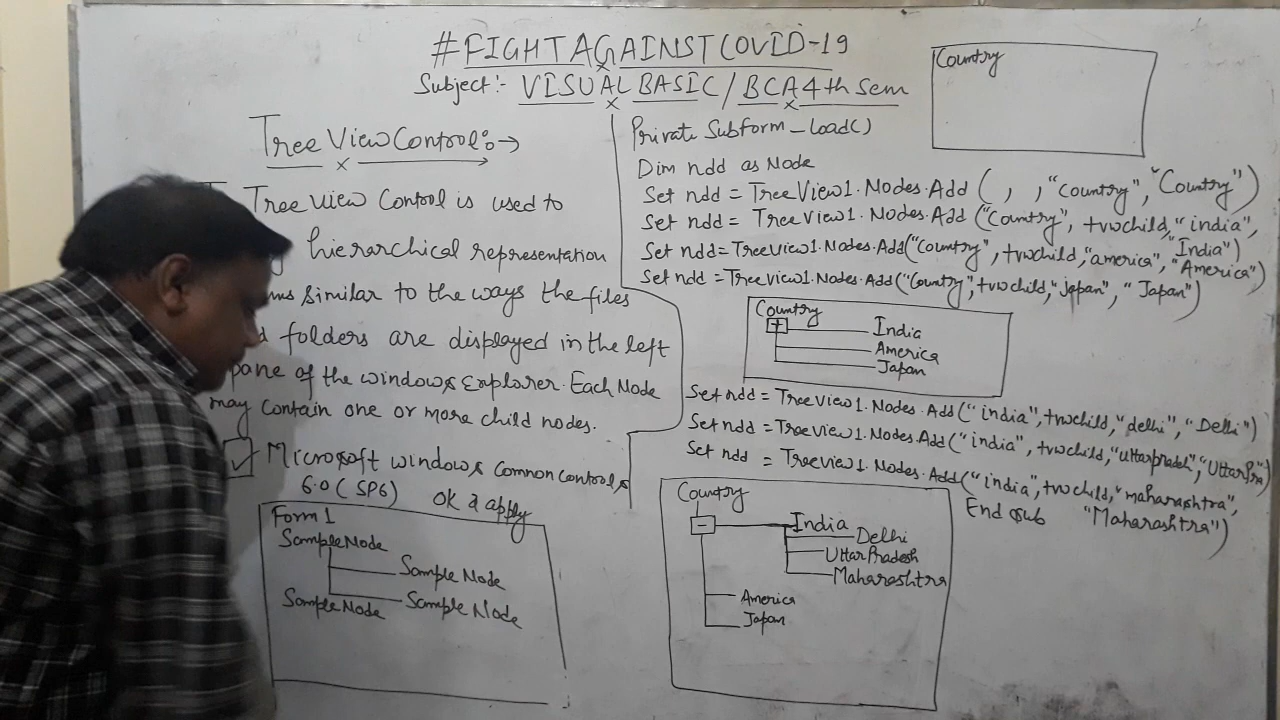 #FIGHT AGAINST COVID-19
Subject:- VISUAL BASIC / BCA 4th Sem
Tree View Control:→
Tree View Control is used to
hierarchical representation
similar to the ways the files
folders are displayed in the left
pane of the windows Explorer. Each Node
may contain one or more child nodes.
Microsoft windows Common Controls
6.0 (SP6) OK & apply
Form 1
Sample Node
Sample Node
Sample Node
Sample Node
Private Subform_Load()
Dim ndd as Node
Set ndd = TreeView1.Nodes.Add ( , , "Country", "Country")
Set ndd = TreeView1.Nodes.Add ("Country", tvwchild, "india",
"India")
Set ndd = TreeView1.Nodes.Add("Country", tvwchild, "america", "America")
Set ndd = TreeView1.Nodes.Add("Country", tvwchild, "japan", "Japan")
Country
Country
+
India
America
Japan
Set ndd = TreeView1.Nodes.Add("india", tvwchild, "delhi", "Delhi")
Set ndd = TreeView1.Nodes.Add("india", tvwchild, "uttarpradesh", "UttarPra)
Set ndd = TreeView1.Nodes.Add("india", tvwchild, "maharashtra",
"Maharashtra")
End Sub
Country
-
India
Delhi
UttarPradesh
Maharashtra
America
Japan